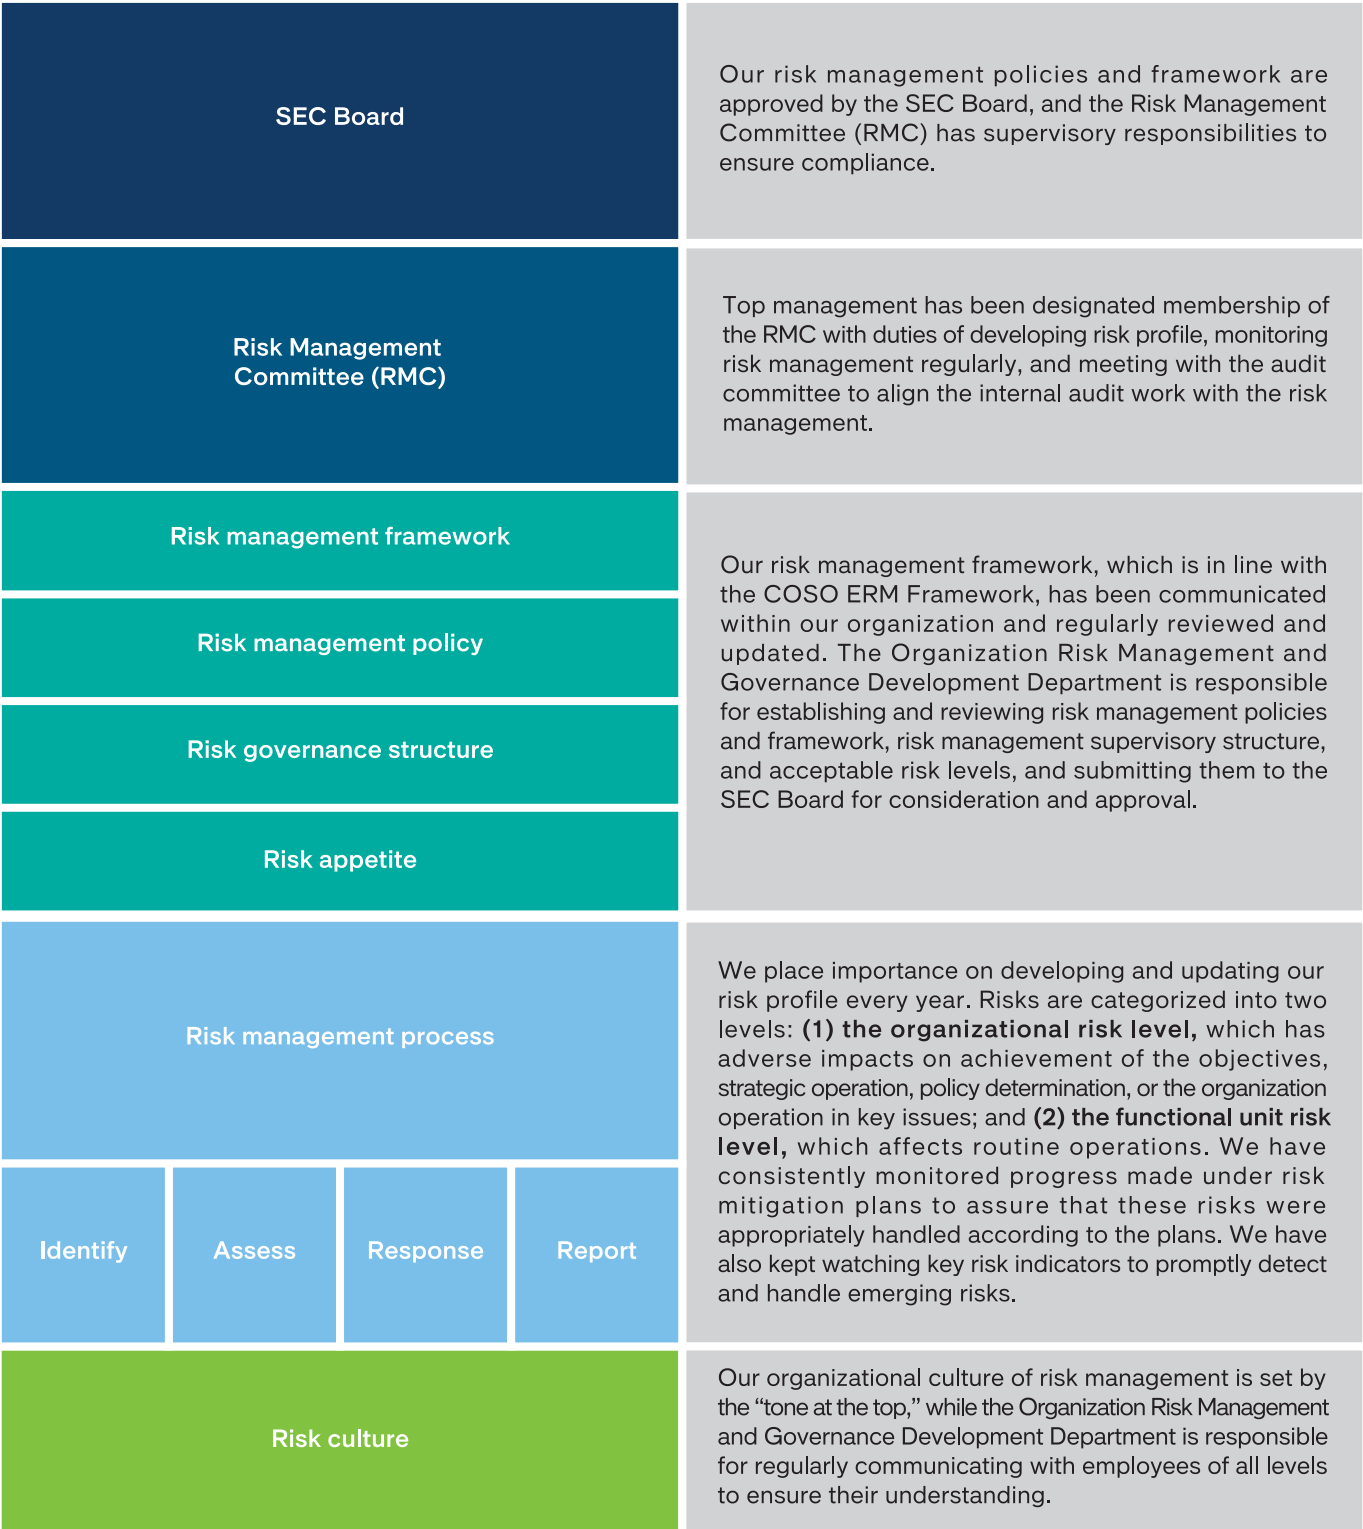 SEC Board
Our risk management policies and framework are
approved by the SEC Board, and the Risk Management
Committee (RMC) has supervisory responsibilities to
ensure compliance.
Risk Management
Committee (RMC)
Top management has been designated membership of
the RMC with duties of developing risk profile, monitoring
risk management regularly, and meeting with the audit
committee to align the internal audit work with the risk
management.
Risk management framework
Risk management policy
Risk governance structure
Risk appetite
Our risk management framework, which is in line with
the COSO ERM Framework, has been communicated
within our organization and regularly reviewed and
updated. The Organization Risk Management and
Governance Development Department is responsible
for establishing and reviewing risk management policies
and framework, risk management supervisory structure,
and acceptable risk levels, and submitting them to the
SEC Board for consideration and approval.
Risk management process
Identify
Assess
Response
Report
We place importance on developing and updating our
risk profile every year. Risks are categorized into two
levels: (1) the organizational risk level, which has
adverse impacts on achievement of the objectives,
strategic operation, policy determination, or the organization
operation in key issues; and (2) the functional unit risk
level, which affects routine operations. We have
consistently monitored progress made under risk
mitigation plans to assure that these risks were
appropriately handled according to the plans. We have
also kept watching key risk indicators to promptly detect
and handle emerging risks.
Risk culture
Our organizational culture of risk management is set by
the “tone at the top,” while the Organization Risk Management
and Governance Development Department is responsible
for regularly communicating with employees of all levels
to ensure their understanding.